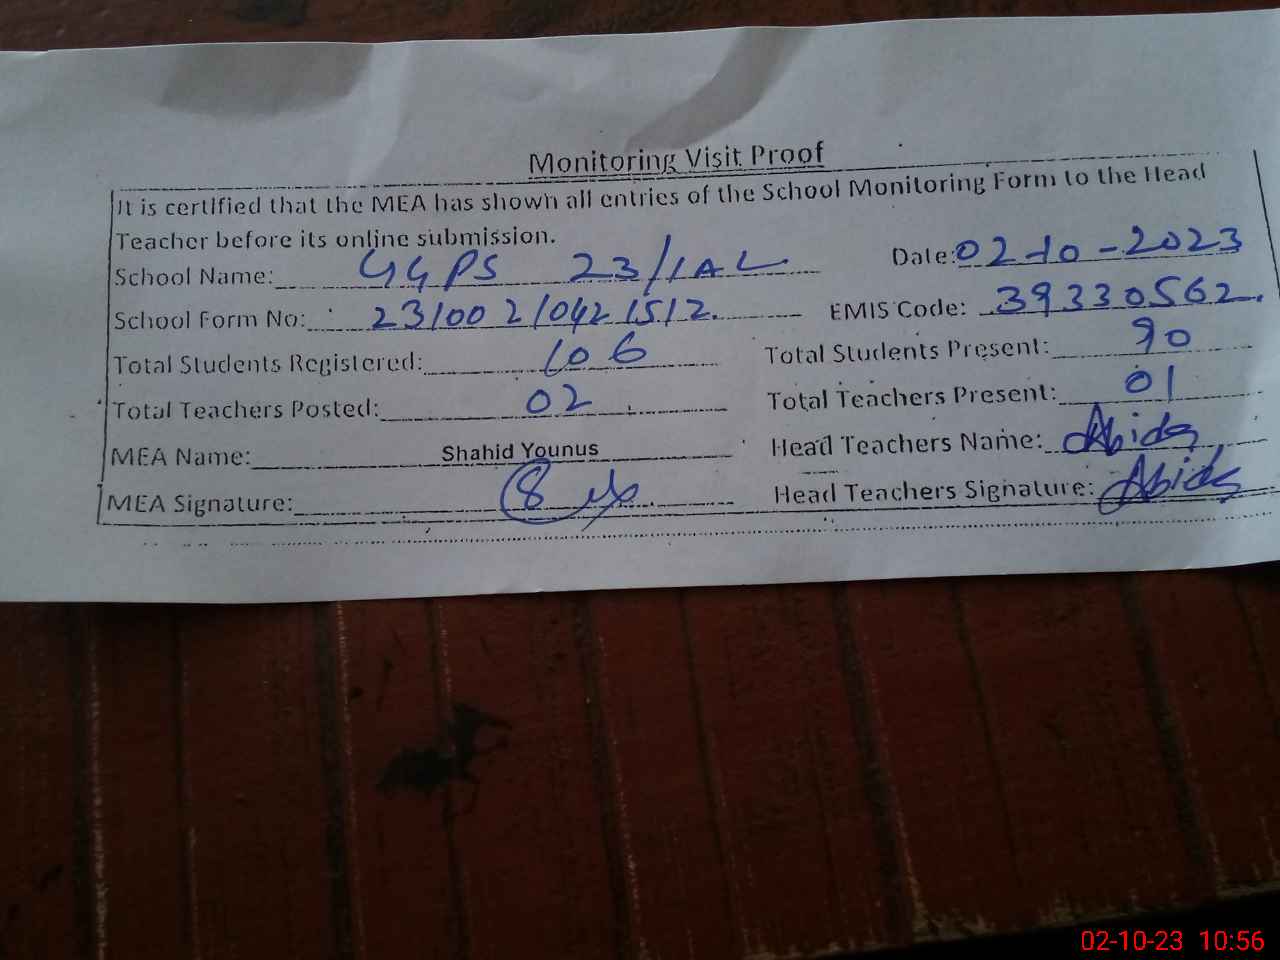 Monitoring Visit Proof
It is certified that the MEA has shown all entries of the School Monitoring Form to the Head
Teacher before its online submission.
School Name: GGPS 23/1AL Date: 02-10-2023
School Form No: 23100210421512. EMIS Code: 39330562.
Total Students Registered: 106 Total Students Present: 90
Total Teachers Posted: 02 Total Teachers Present: 01
MEA Name: Shahid Younus Head Teachers Name: Abida
MEA Signature: Head Teachers Signature: Abida
02-10-23 10:56